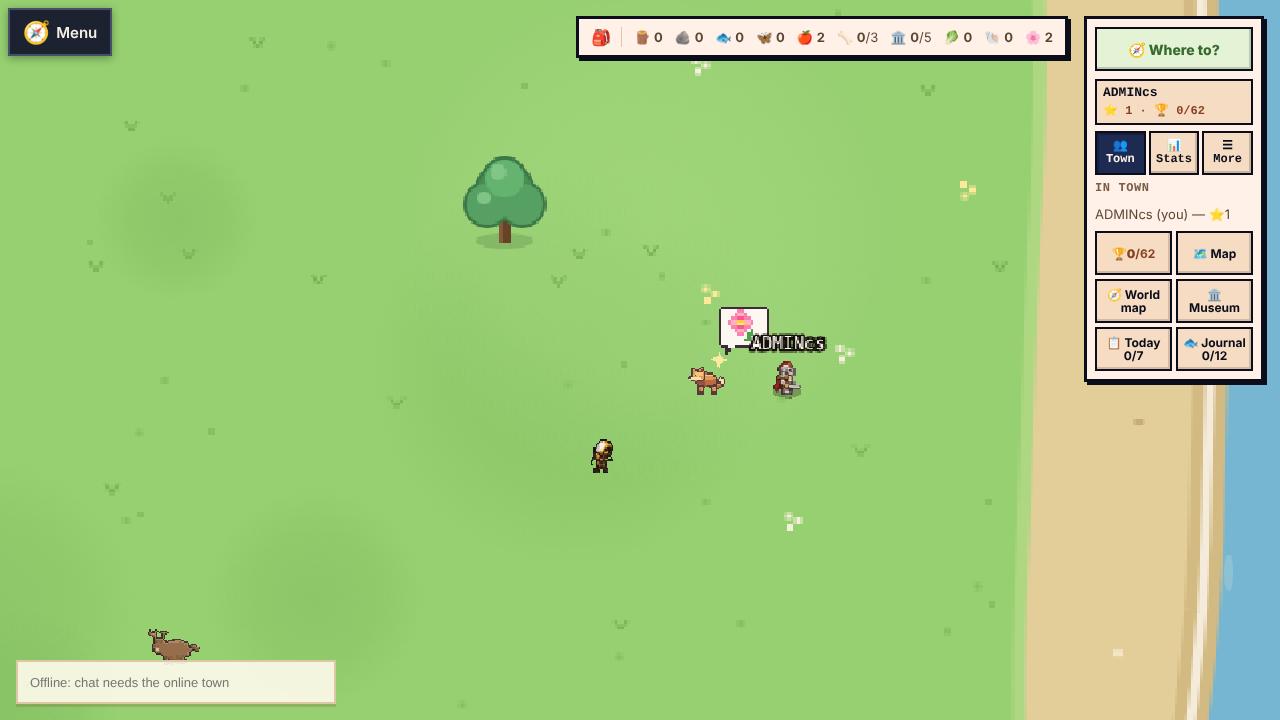 Menu
0 0 0 0 2 0/3 0/5 0 0 2
Where to?
ADMINcs
1 · 0/62
Town Stats More
IN TOWN
ADMINcs (you) — 1
0/62 Map
World map
Museum
Today 0/7
Journal 0/12
ADMINcs
Offline: chat needs the online town